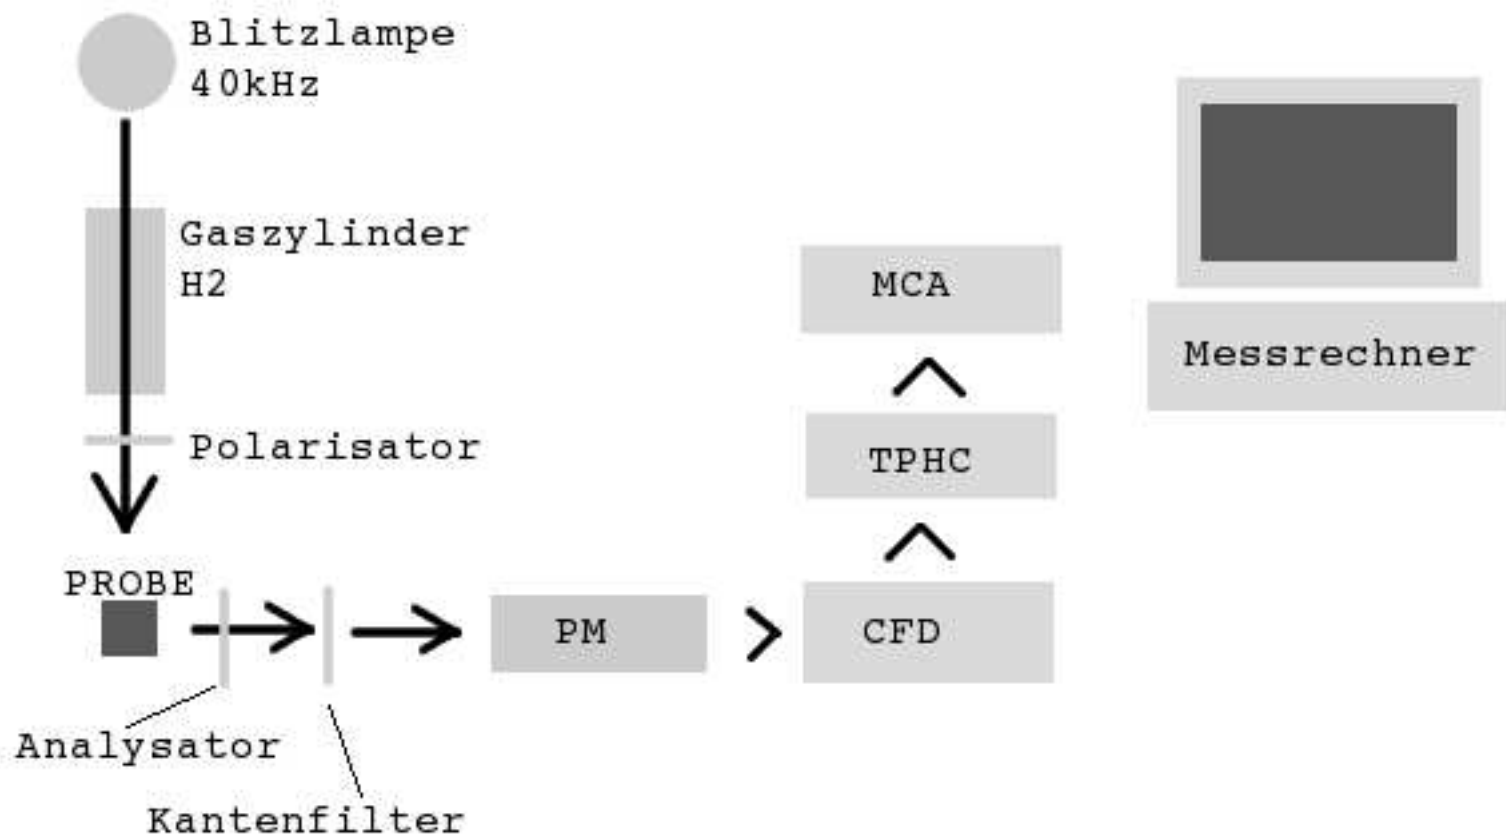 Blitzlampe
40kHz
Gaszylinder
H2
Polarisator
PROBE
Analysator
Kantenfilter
PM
CFD
TPHC
MCA
Messrechner